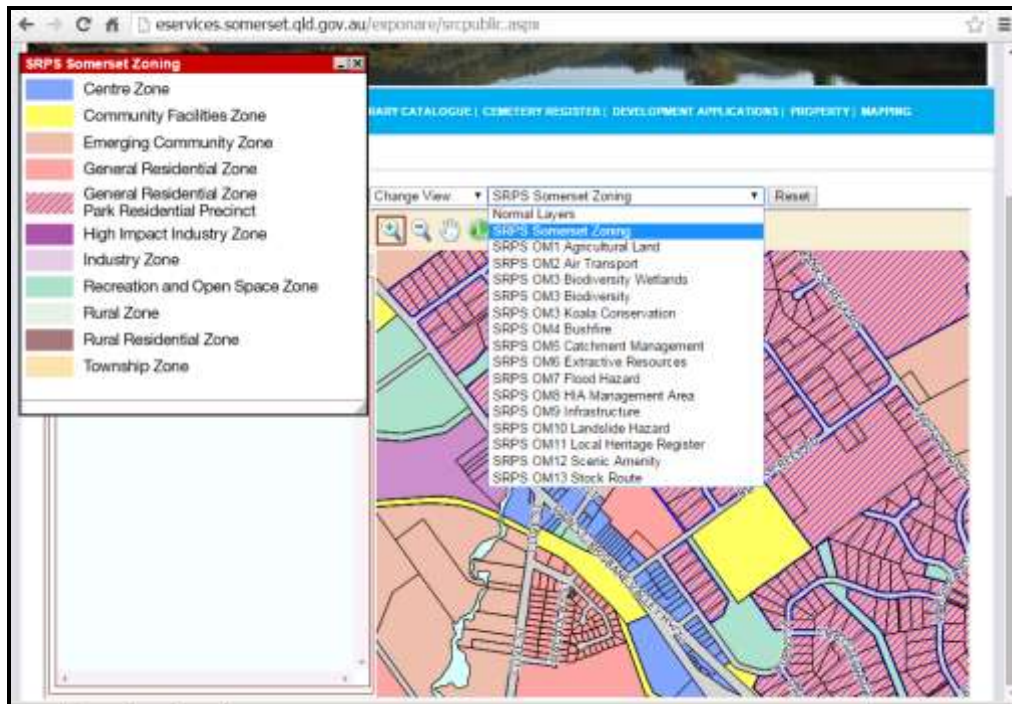 eservices.somerset.qld.gov.au/exponare/srcpublic.aspx
SRPS Somerset Zoning
Centre Zone
Community Facilities Zone
Emerging Community Zone
General Residential Zone
General Residential Zone
Park Residential Precinct
High Impact Industry Zone
Industry Zone
Recreation and Open Space Zone
Rural Zone
Rural Residential Zone
Township Zone
CATALOGUE | CEMETERY REGISTER | DEVELOPMENT APPLICATIONS | PROPERTY | MAPPING
Change View SRPS Somerset Zoning Reset
Normal Layers
SRPS Somerset Zoning
SRPS OM1 Agricultural Land
SRPS OM2 Air Transport
SRPS OM3 Biodiversity Wetlands
SRPS OM3 Biodiversity
SRPS OM3 Koala Conservation
SRPS OM4 Bushfire
SRPS OM5 Catchment Management
SRPS OM6 Extractive Resources
SRPS OM7 Flood Hazard
SRPS OM8 HIA Management Area
SRPS OM9 Infrastructure
SRPS OM10 Landslide Hazard
SRPS OM11 Local Heritage Register
SRPS OM12 Scenic Amenity
SRPS OM13 Stock Route